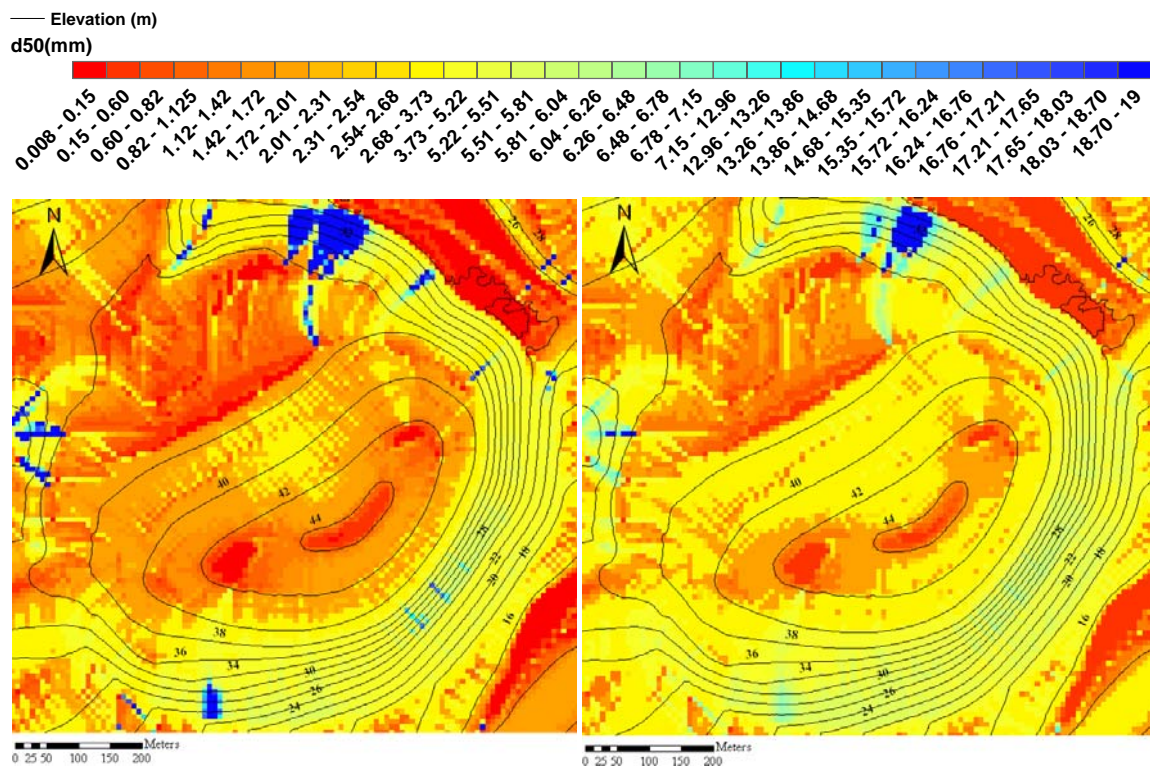 Elevation (m)
d50(mm)
0.008 - 0.15
0.15 - 0.60
0.60 - 0.82
0.82 - 1.125
1.12- 1.42
1.42 - 1.72
1.72 - 2.01
2.01 - 2.31
2.31 - 2.54
2.54- 2.68
2.68 - 3.73
3.73 - 5.22
5.22 - 5.51
5.51 - 5.81
5.81 - 6.04
6.04 - 6.26
6.26 - 6.48
6.48 - 6.78
6.78 - 7.15
7.15 - 12.96
12.96 - 13.26
13.26 - 13.86
13.86 - 14.68
14.68 - 15.35
15.35 - 15.72
15.72 - 16.24
16.24 - 16.76
16.76 - 17.21
17.21 - 17.65
17.65 - 18.03
18.03 - 18.70
18.70 - 19
N
26
28
40
42
44
28
22
18
20
16
38
36
34
30
26
24
Meters
0 25 50 100 150 200
N
26
28
40
42
44
28
22
18
20
16
38
36
34
30
26
24
Meters
0 25 50 100 150 200